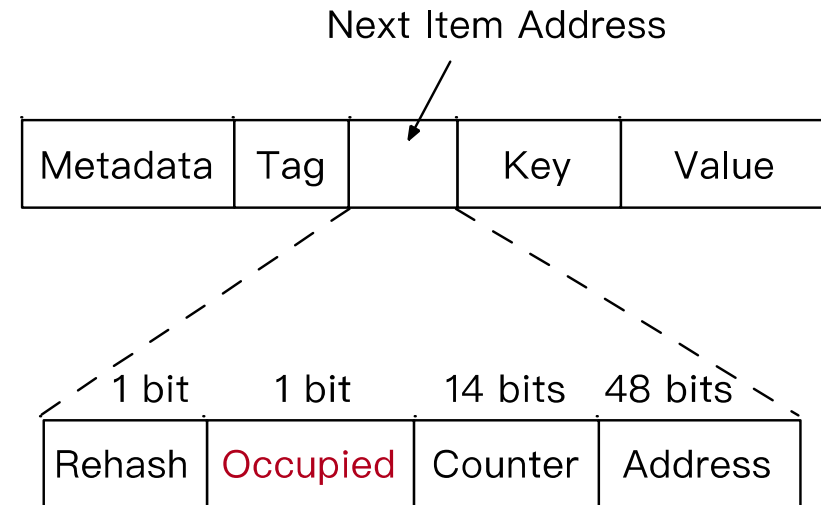 Next Item Address
Metadata Tag Key Value
1 bit 1 bit 14 bits 48 bits
Rehash Occupied Counter Address